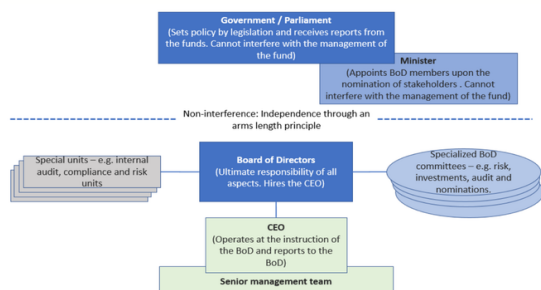 Government / Parliament
(Sets policy by legislation and receives reports from
the funds. Cannot interfere with the management of
the fund)
Minister
(Appoints BoD members upon the
nomination of stakeholders . Cannot
interfere with the management of the fund)
Non-interference: Independence through an
arms length principle
Special units – e.g. internal
audit, compliance and risk
units
Board of Directors
(Ultimate responsibility of all
aspects. Hires the CEO)
Specialized BoD
committees – e.g. risk,
investments, audit and
nominations.
CEO
(Operates at the instruction of
the BoD and reports to the
BoD)
Senior management team